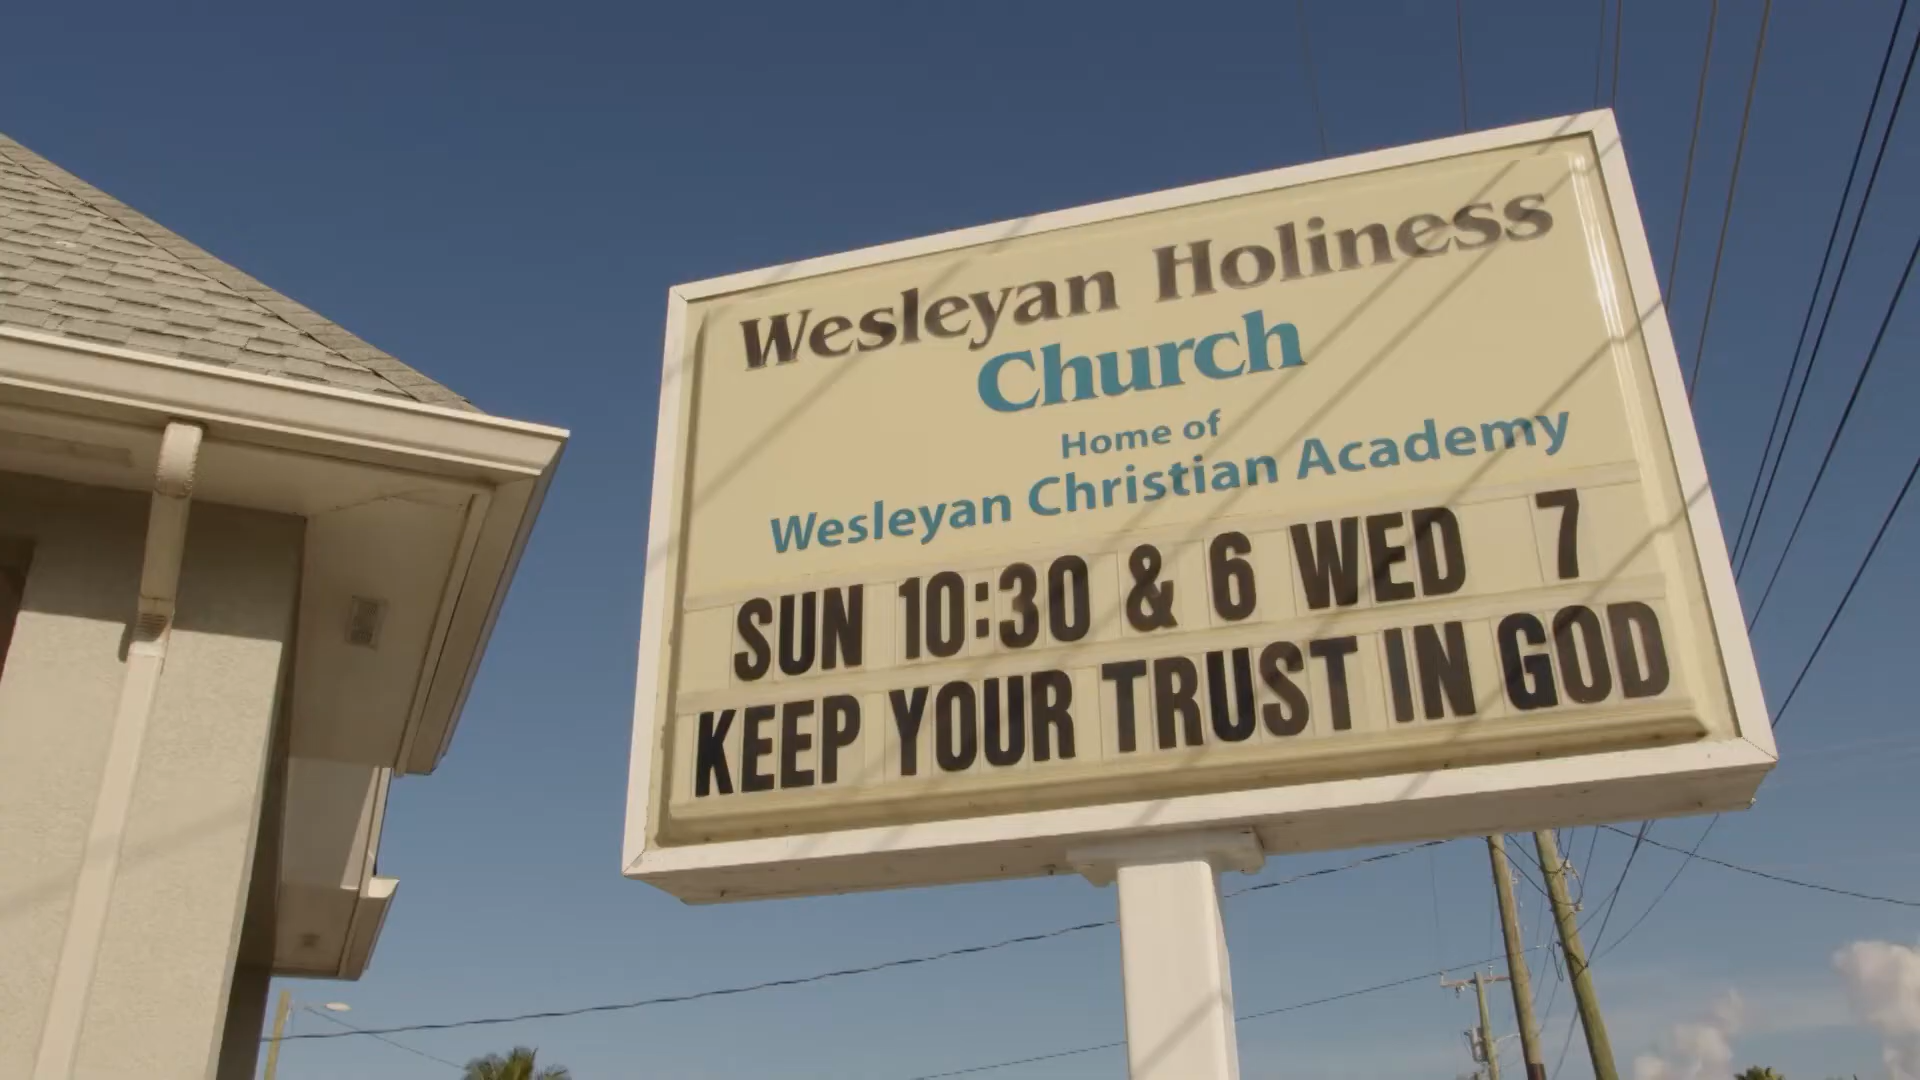 Wesleyan Holiness
Church
Home of
Wesleyan Christian Academy
SUN 10:30 & 6 WED 7
KEEP YOUR TRUST IN GOD